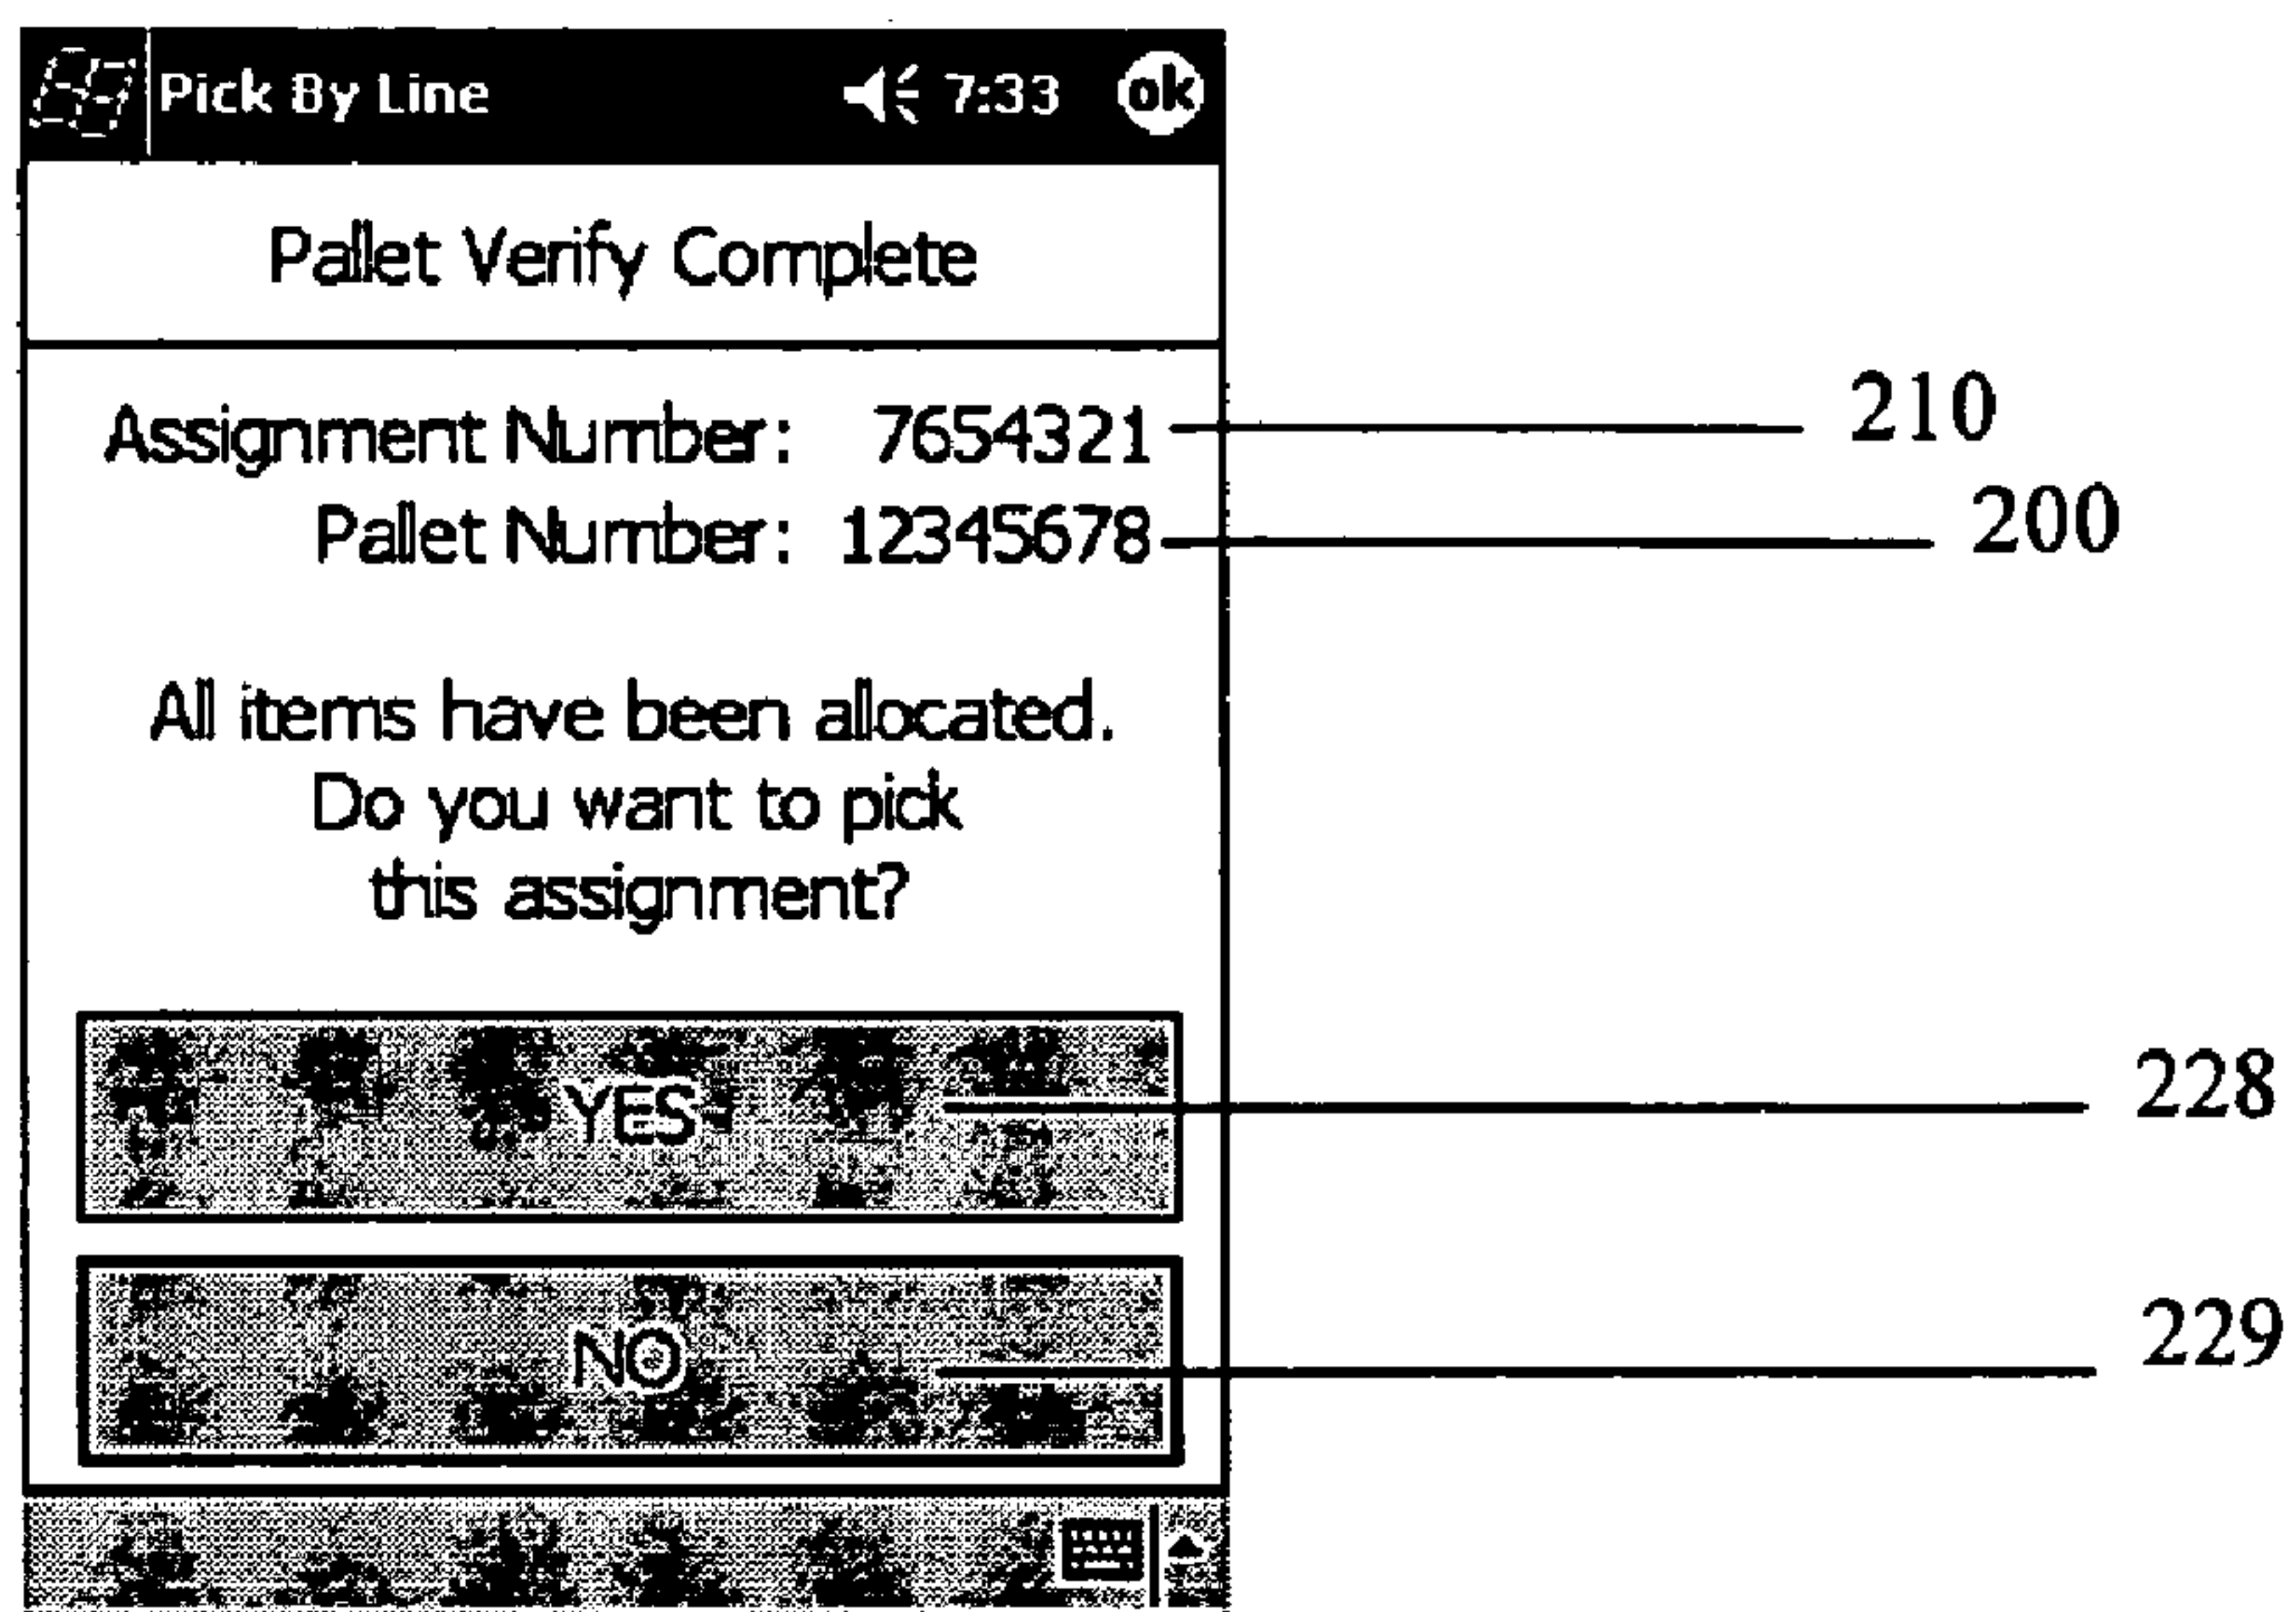 Pick By Line 7:33 ok
Pallet Verify Complete
Assignment Number: 7654321 210
Pallet Number: 12345678 200
All items have been allocated.
Do you want to pick
this assignment?
YES 228
NO 229